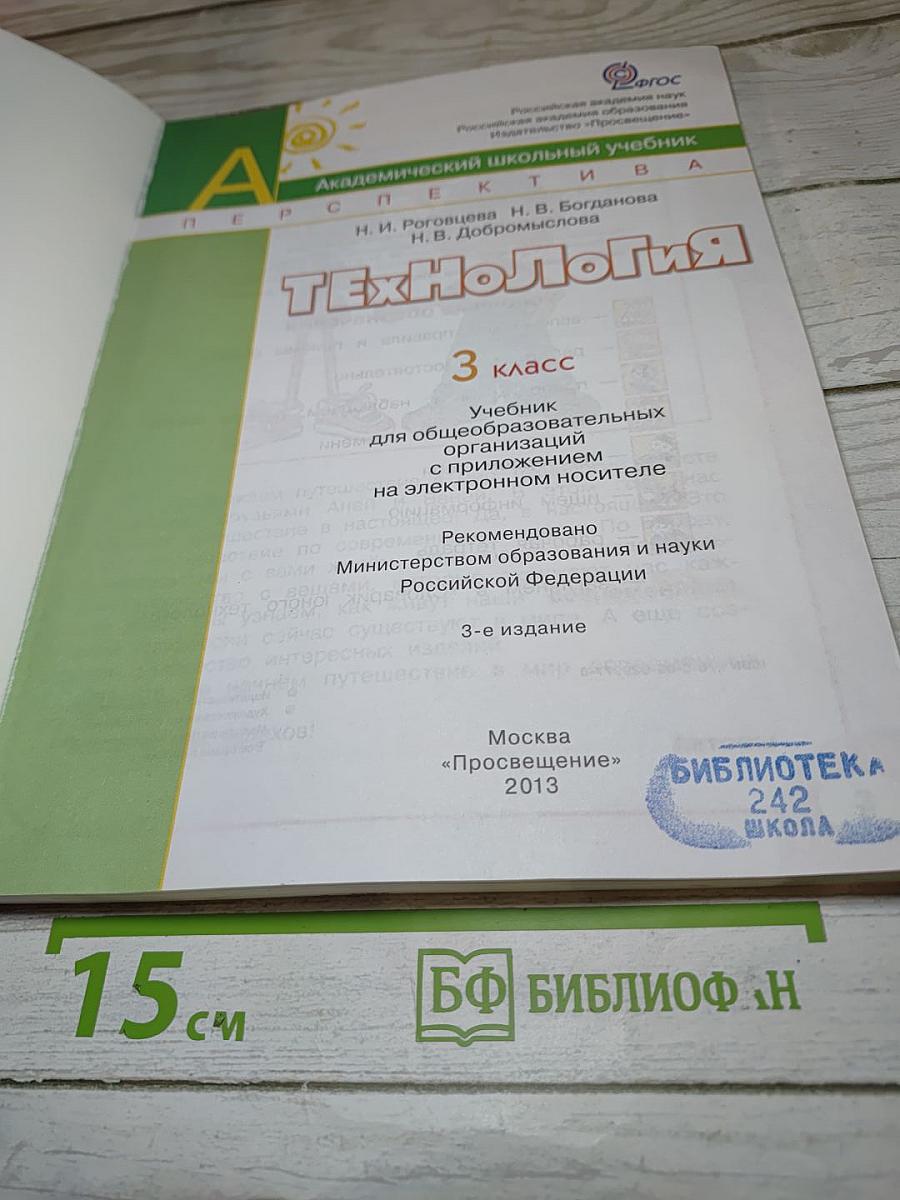 ФГОС
Российская академия наук
Российская академия образования
Издательство «Просвещение»
А
Академический школьный учебник
ПЕРСПЕКТИВА
Н. И. Роговцева Н. В. Богданова
Н. В. Добромыслова
ТЕхНоЛоГиЯ
3 класс
Учебник
для общеобразовательных
организаций
с приложением
на электронном носителе
Рекомендовано
Министерством образования и науки
Российской Федерации
3-е издание
Москва
«Просвещение»
2013
БИБЛИОТЕКА
242
ШКОЛА
15 см
БФ БИБЛИОФАН